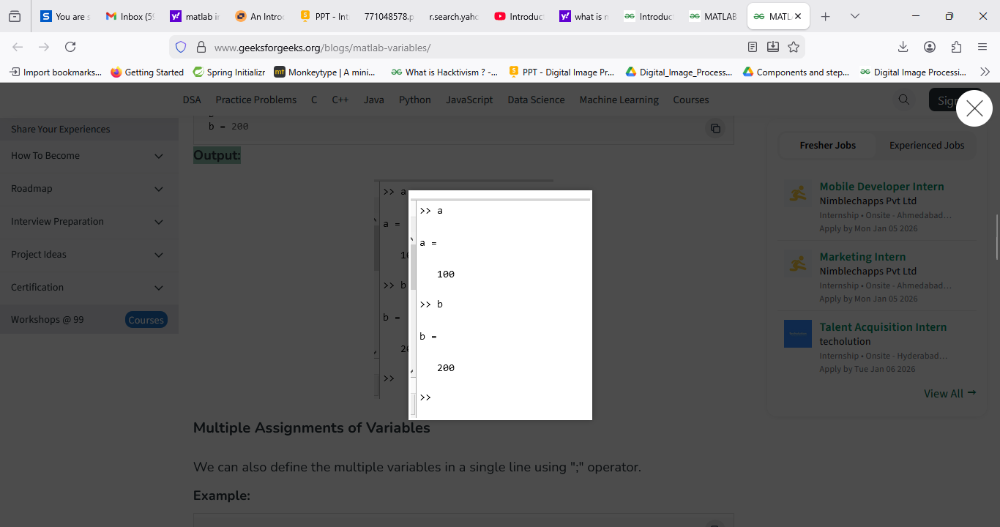 You are s
Inbox (59
matlab in
An Intro
PPT - Int
771048578.p
r.search.yaho
Introduc
what is m
Introduc
MATLAB
MATL
www.geeksforgeeks.org/blogs/matlab-variables/
Import bookmarks...
Getting Started
Spring Initializr
mt
Monkeytype | A mini...
What is Hacktivism ? -...
PPT - Digital Image Pr...
Digital_Image_Process...
Components and step...
Digital Image Processi...
DSA
Practice Problems
C
C++
Java
Python
JavaScript
Data Science
Machine Learning
Courses
Sign
Share Your Experiences
How To Become
Roadmap
Interview Preparation
Project Ideas
Certification
Workshops @ 99
Courses
b = 200
Output:
>> a
a =
10
>> b
b =
20
>>
>> a
a =
100
>> b
b =
200
>>
Multiple Assignments of Variables
We can also define the multiple variables in a single line using ";" operator.
Example:
Fresher Jobs
Experienced Jobs
Mobile Developer Intern
Nimblechapps Pvt Ltd
Internship • Onsite - Ahmedabad...
Apply by Mon Jan 05 2026
Marketing Intern
Nimblechapps Pvt Ltd
Internship • Onsite - Ahmedabad...
Apply by Mon Jan 05 2026
Talent Acquisition Intern
techolution
Internship • Onsite - Hyderabad...
Apply by Tue Jan 06 2026
View All